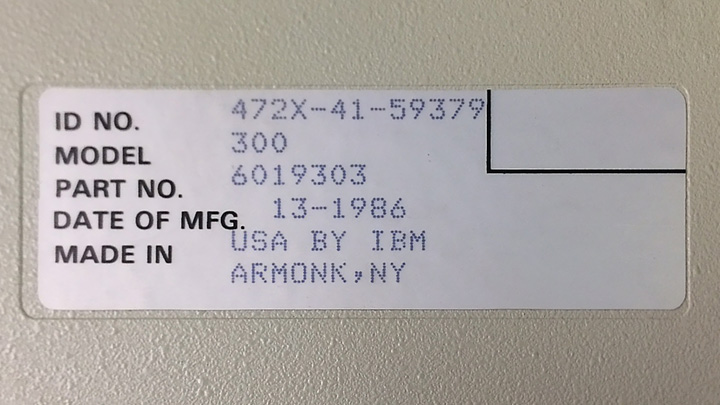 ID NO. 472X-41-59379
MODEL 300
PART NO. 6019303
DATE OF MFG. 13-1986
MADE IN USA BY IBM
ARMONK,NY